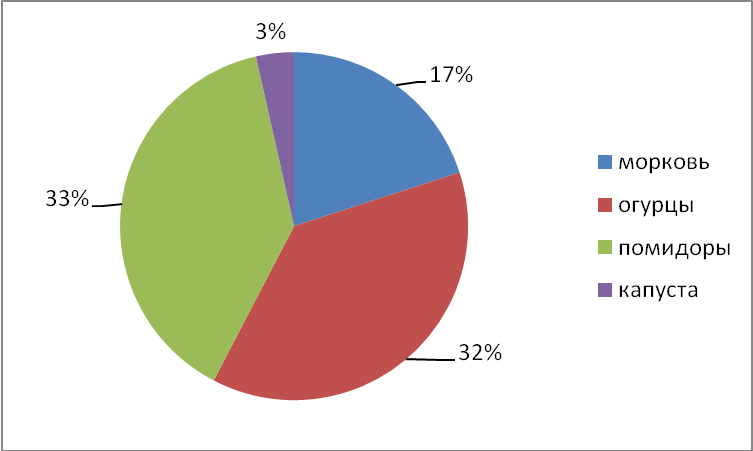 3%
17%
33%
32%
морковь
огурцы
помидоры
капуста